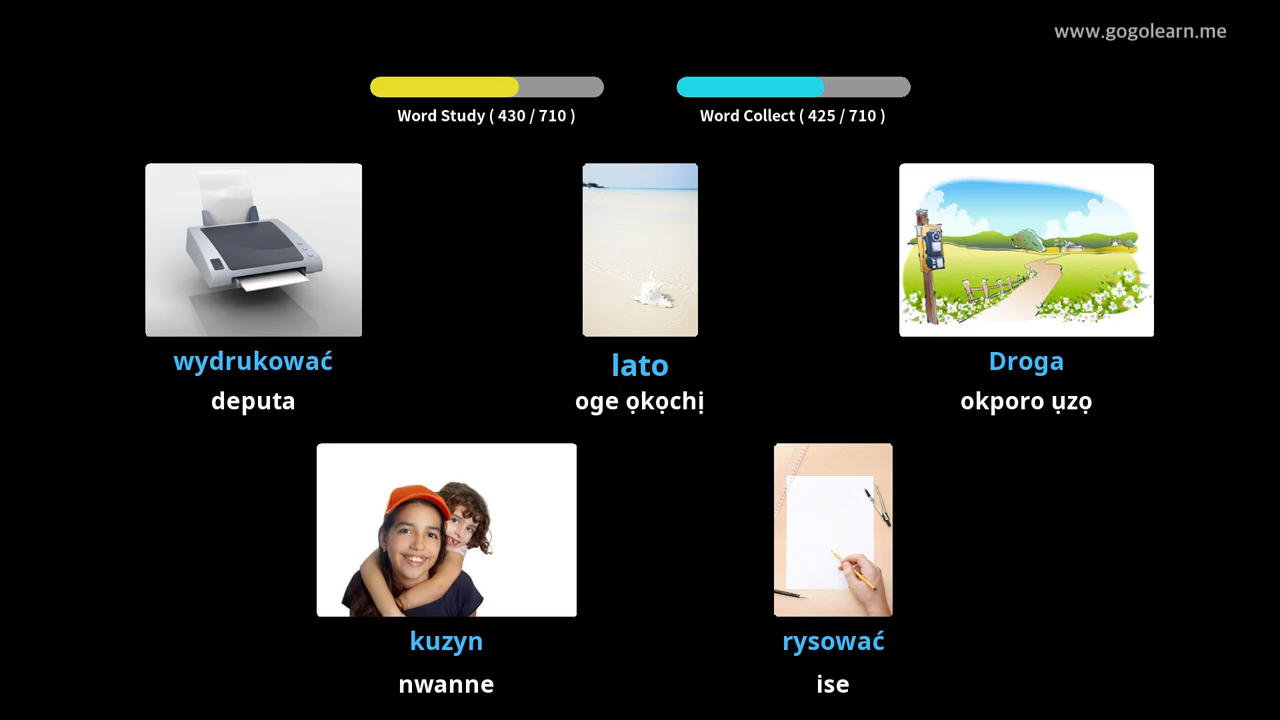 www.gogolearn.me
Word Study ( 430 / 710 )
Word Collect ( 425 / 710 )
wydrukować
deputa
lato
oge ọkọchị
Droga
okporo ụzọ
kuzyn
nwanne
rysować
ise